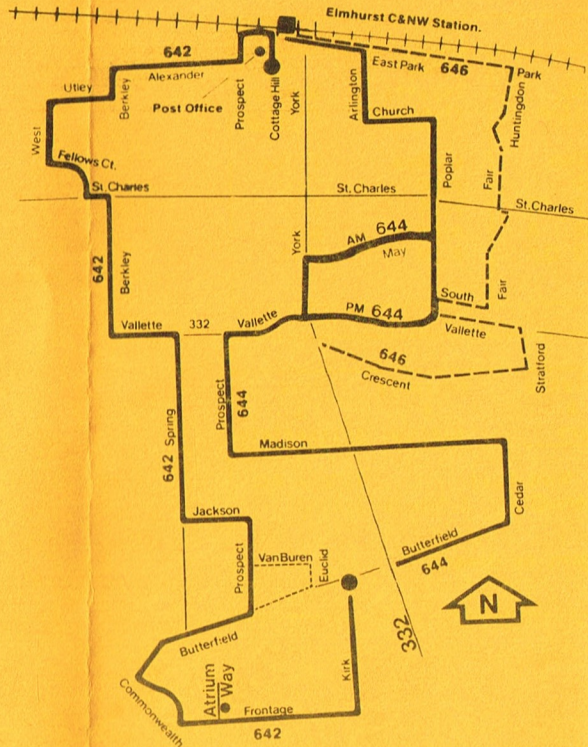 Elmhurst C&NW Station.
642
Alexander
Utley
Berkley
Post Office
Prospect
Cottage Hill
York
East Park
646
Park
Arlington
Church
Huntingdon
West
Fellows Ct.
Poplar
Fair
St. Charles
St. Charles
St. Charles
AM 644
May
642
Berkley
York
South
Fair
Vallette
332
Vallette
PM 644
Vallette
646
Crescent
Stratford
Prospect
644
Spring
642
Madison
Cedar
Jackson
Butterfield
644
Prospect
Van Buren
Euclid
N
332
Butterfield
Commonwealth
Atrium
Way
Frontage
Kirk
642